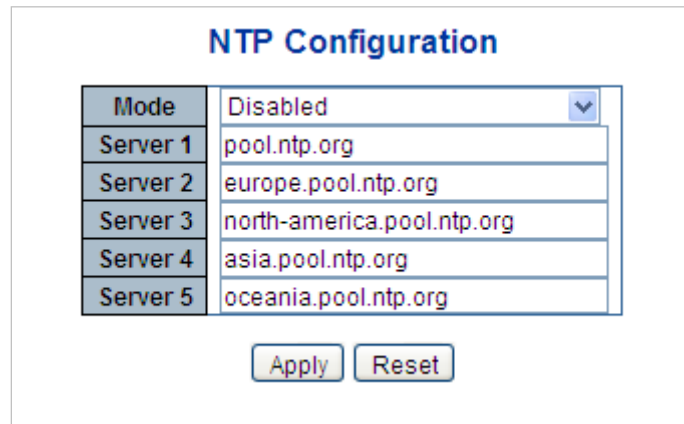 NTP Configuration
Mode Disabled
Server 1 pool.ntp.org
Server 2 europe.pool.ntp.org
Server 3 north-america.pool.ntp.org
Server 4 asia.pool.ntp.org
Server 5 oceania.pool.ntp.org
Apply Reset